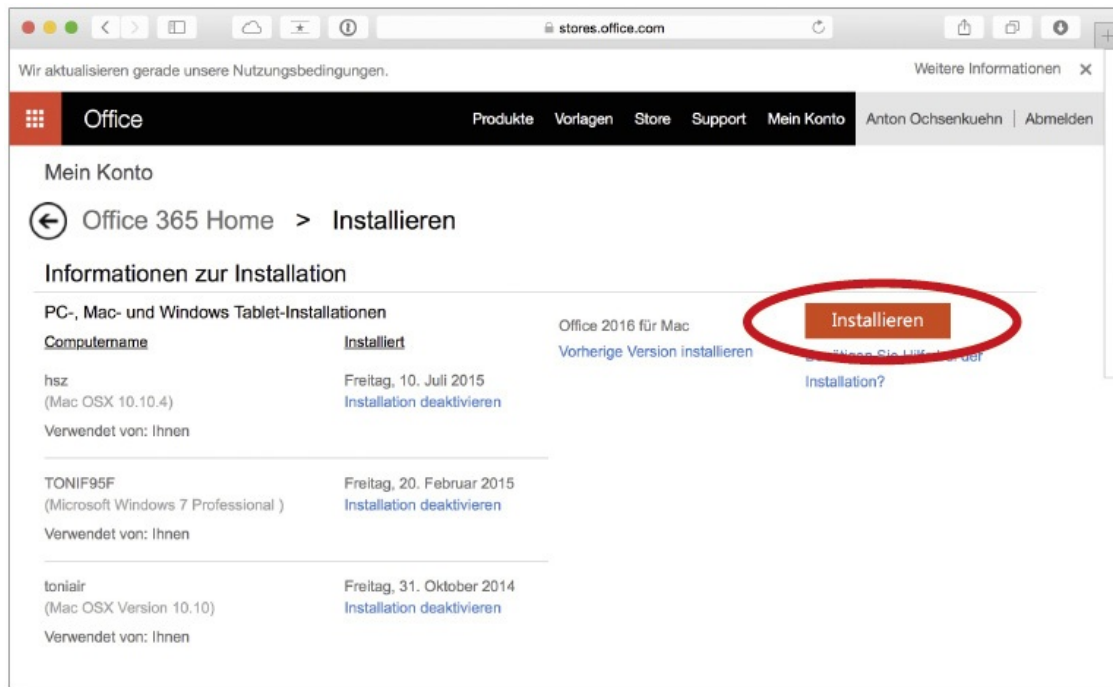 stores.office.com
Wir aktualisieren gerade unsere Nutzungsbedingungen. Weitere Informationen
Office Produkte Vorlagen Store Support Mein Konto Anton Ochsenkuehn | Abmelden
Mein Konto
Office 365 Home > Installieren
Informationen zur Installation
PC-, Mac- und Windows Tablet-Installationen
Computername Installiert
hsz Freitag, 10. Juli 2015
(Mac OSX 10.10.4) Installation deaktivieren
Verwendet von: Ihnen
TONIF95F Freitag, 20. Februar 2015
(Microsoft Windows 7 Professional ) Installation deaktivieren
Verwendet von: Ihnen
toniair Freitag, 31. Oktober 2014
(Mac OSX Version 10.10) Installation deaktivieren
Verwendet von: Ihnen
Office 2016 für Mac
Vorherige Version installieren
Installieren
Sie der
Installation?